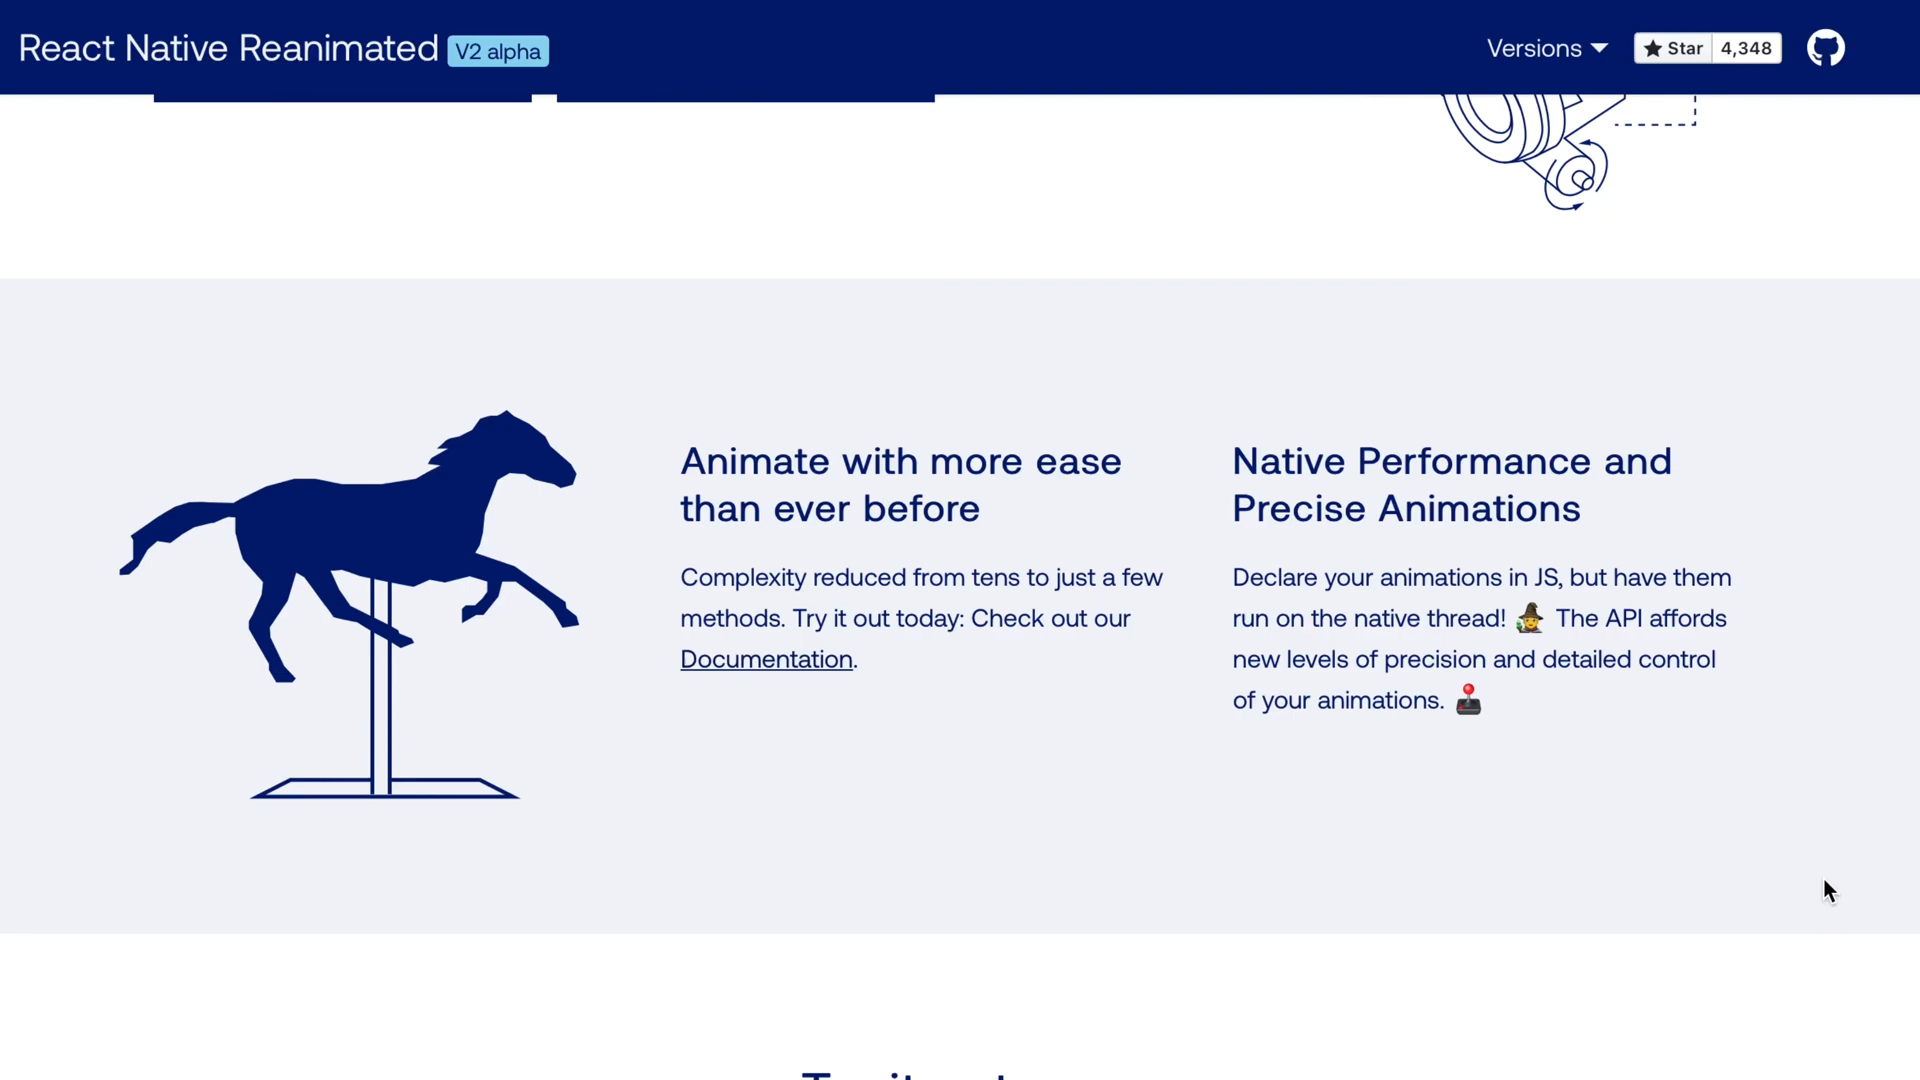 React Native Reanimated V2 alpha
Versions
Star 4,348
Animate with more ease
than ever before
Complexity reduced from tens to just a few
methods. Try it out today: Check out our
Documentation.
Native Performance and
Precise Animations
Declare your animations in JS, but have them
run on the native thread! 🧙 The API affords
new levels of precision and detailed control
of your animations. 🕹️